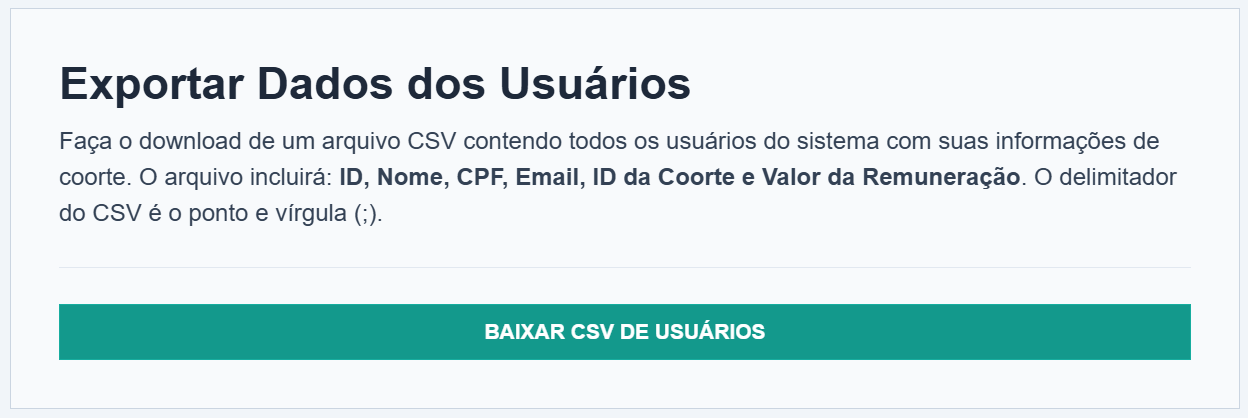 Exportar Dados dos Usuários
Faça o download de um arquivo CSV contendo todos os usuários do sistema com suas informações de
coorte. O arquivo incluirá: ID, Nome, CPF, Email, ID da Coorte e Valor da Remuneração. O delimitador
do CSV é o ponto e vírgula (;).
BAIXAR CSV DE USUÁRIOS